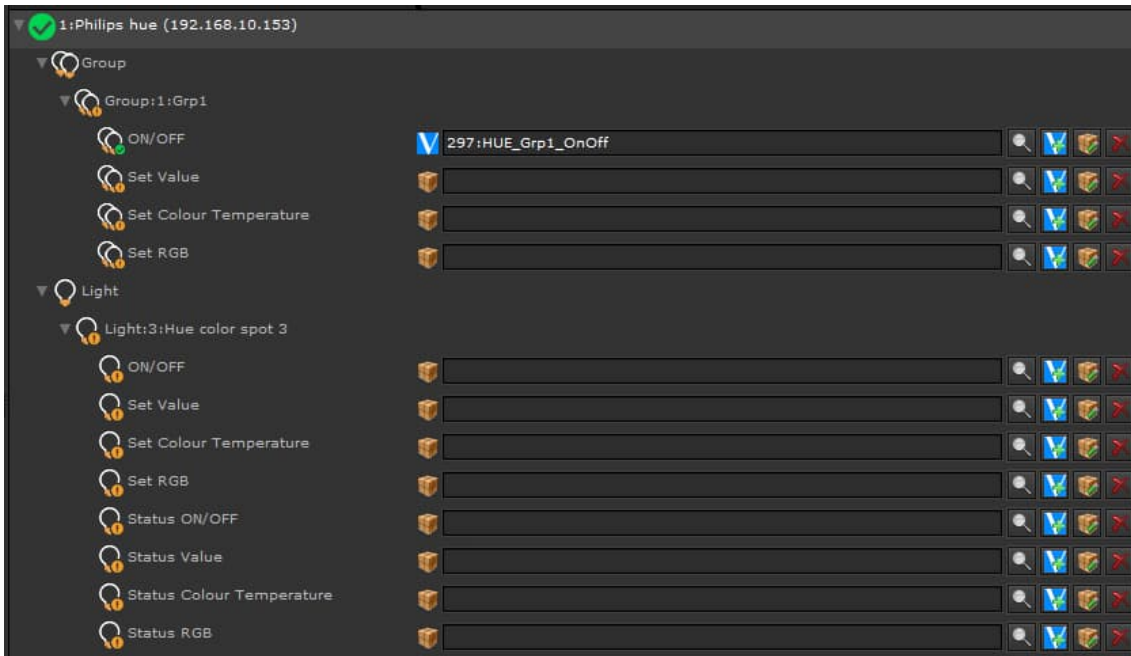 1:Philips hue (192.168.10.153)
Group
Group:1:Grp1
ON/OFF 297:HUE_Grp1_OnOff
Set Value
Set Colour Temperature
Set RGB
Light
Light:3:Hue color spot 3
ON/OFF
Set Value
Set Colour Temperature
Set RGB
Status ON/OFF
Status Value
Status Colour Temperature
Status RGB